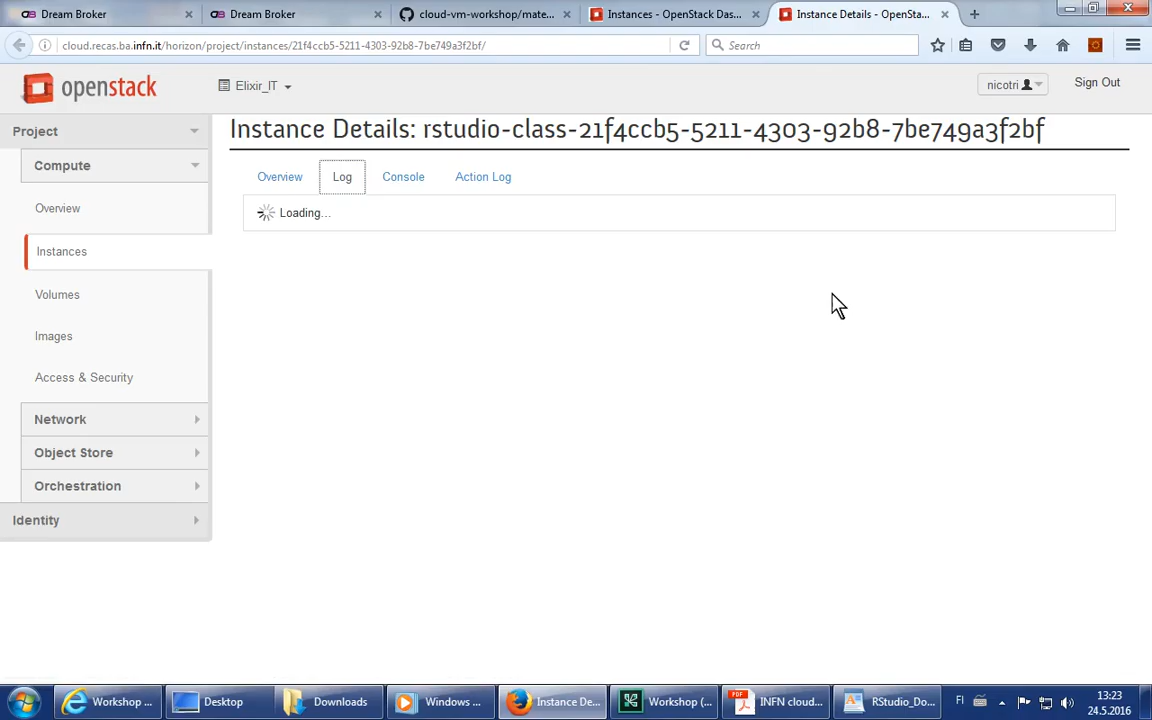 Dream Broker
Dream Broker
cloud-vm-workshop/mate...
Instances - OpenStack Das...
Instance Details - OpenSta...
cloud.recas.ba.infn.it/horizon/project/instances/21f4ccb5-5211-4303-92b8-7be749a3f2bf/
Search
openstack
Elixir_IT
nicotri
Sign Out
Project
Compute
Overview
Instances
Volumes
Images
Access & Security
Network
Object Store
Orchestration
Identity
Instance Details: rstudio-class-21f4ccb5-5211-4303-92b8-7be749a3f2bf
Overview
Log
Console
Action Log
Loading...
Workshop ...
Desktop
Downloads
Windows ...
Instance De...
Workshop (...
INFN cloud...
RStudio_Do...
FI
13:23
24.5.2016